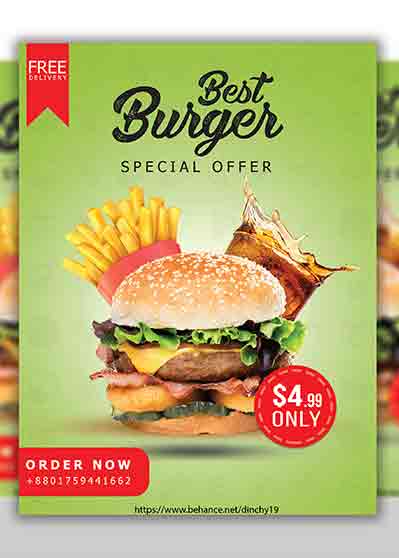 FREE
DELIVERY
Best
Burger
SPECIAL OFFER
$4.99
ONLY
ORDER NOW
+8801759441662
https://www.behance.net/dinchy19